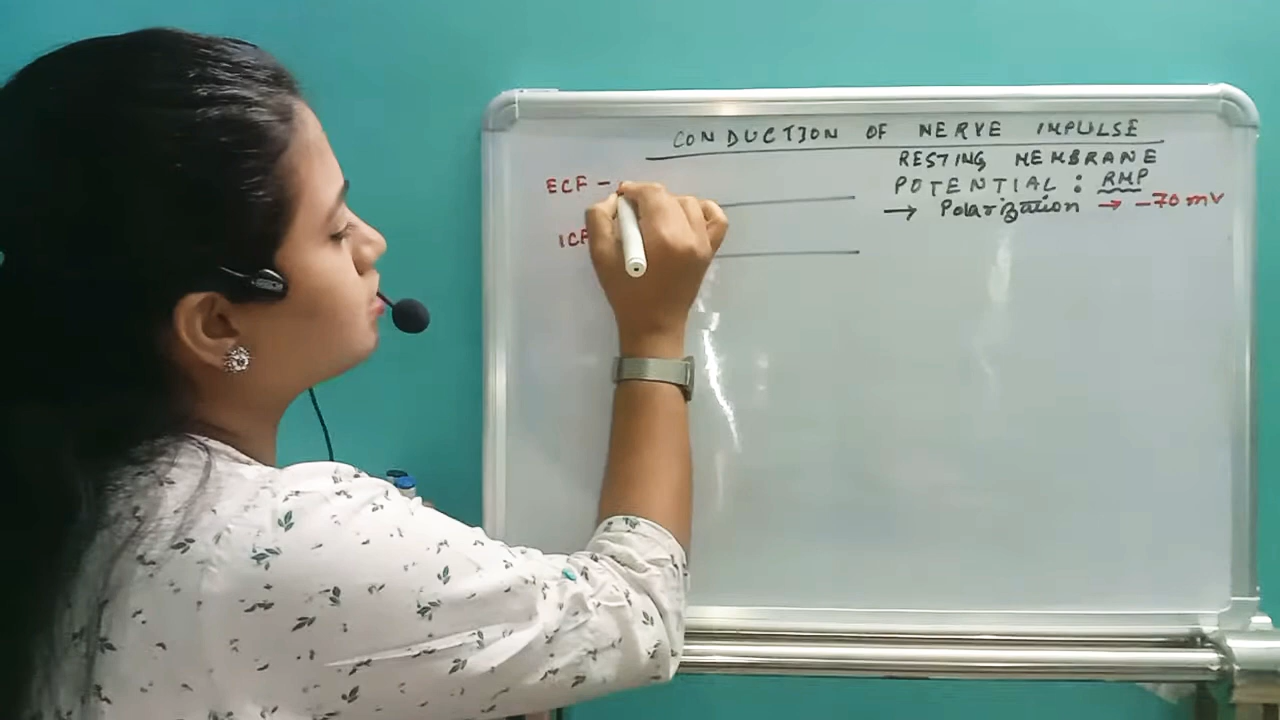 CONDUCTION OF NERVE IMPULSE
RESTING MEMBRANE
POTENTIAL : RMP
→ Polarization → -70 mV
ECF -
ICF